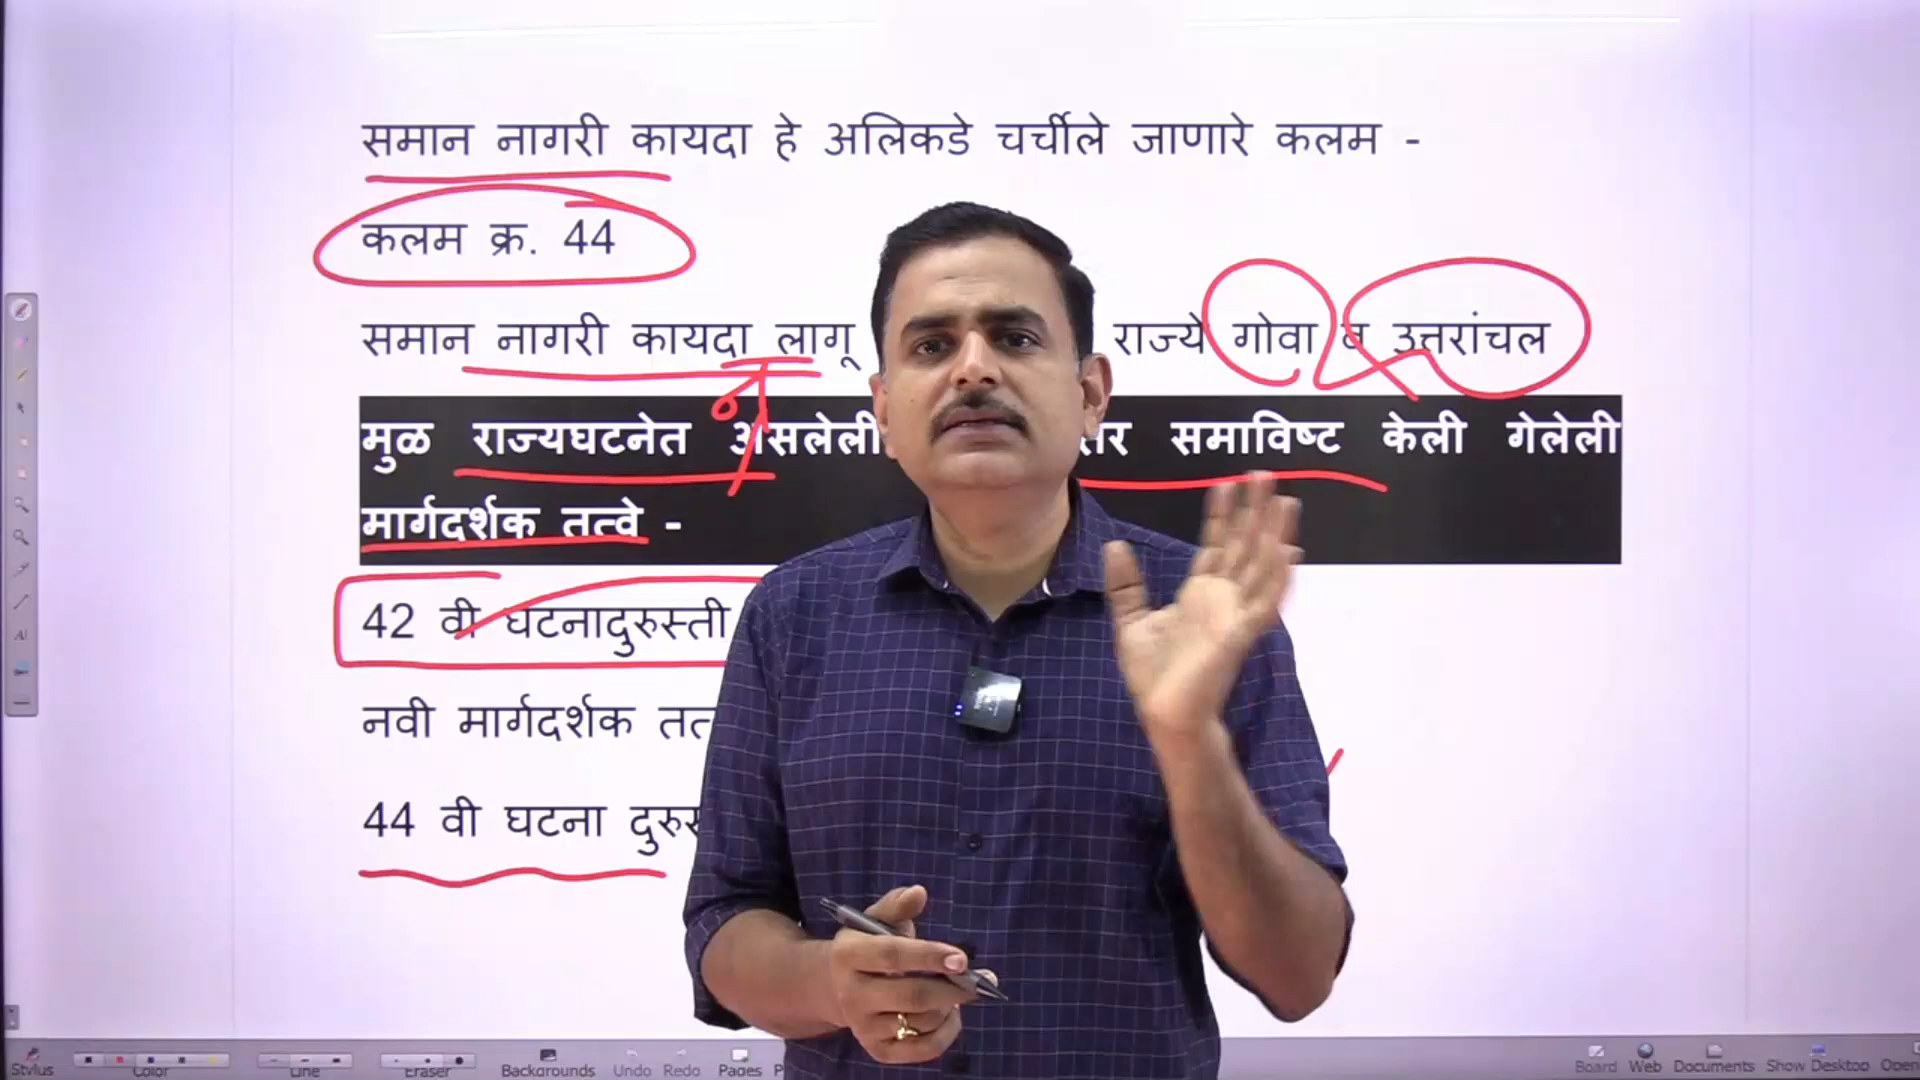 समान नागरी कायदा हे अलिकडे चर्चीले जाणारे कलम -
कलम क्र. 44
समान नागरी कायदा लागू राज्ये गोवा व उत्तरांचल
न
मुळ राज्यघटनेत असलेली समाविष्ट केली गेलेली
मार्गदर्शक तत्वे -
42 वी घटनादुरुस्ती
नवी मार्गदर्शक
44 वी घटना
Stylus Color Line Eraser Backgrounds Undo Redo Pages Board Web Documents Show Desktop